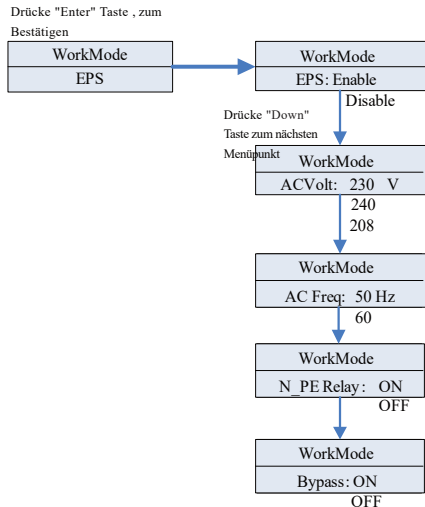 Drücke "Enter" Taste , zum
Bestätigen
WorkMode
EPS
WorkMode
EPS: Enable
Disable
Drücke "Down"
Taste zum nächsten
Menüpunkt
WorkMode
ACVolt: 230 V
240
208
WorkMode
AC Freq: 50 Hz
60
WorkMode
N_PE Relay: ON
OFF
WorkMode
Bypass: ON
OFF